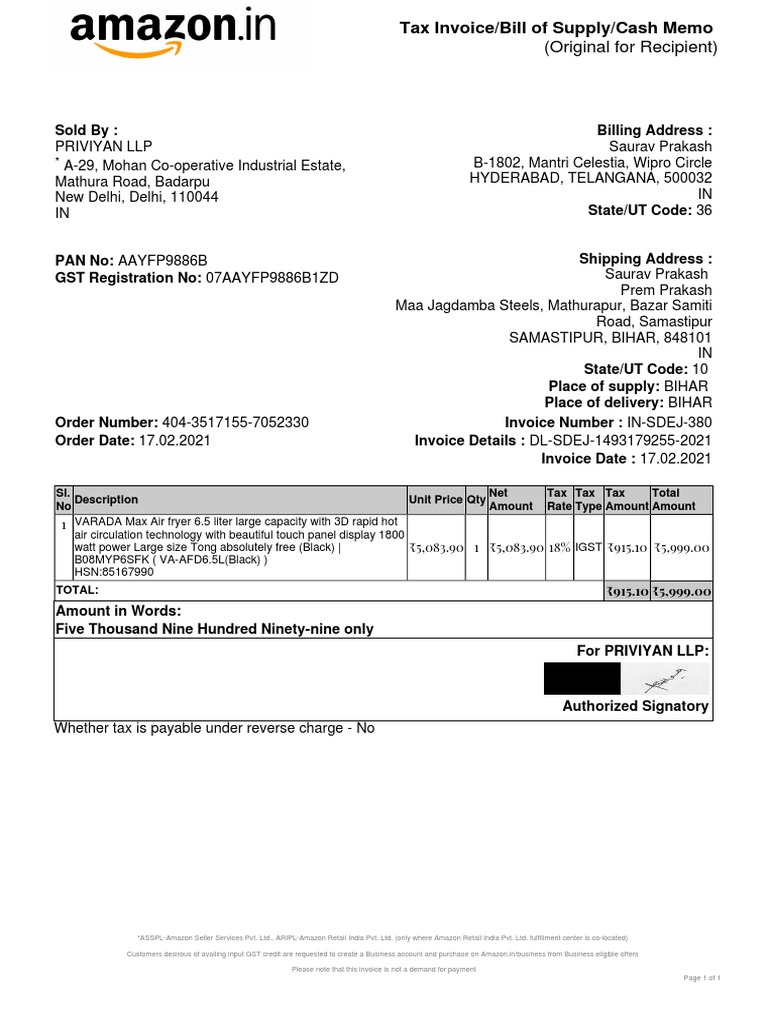 amazon.in
Tax Invoice/Bill of Supply/Cash Memo
(Original for Recipient)
Sold By :
PRIVIYAN LLP
* A-29, Mohan Co-operative Industrial Estate,
Mathura Road, Badarpu
New Delhi, Delhi, 110044
IN
Billing Address :
Saurav Prakash
B-1802, Mantri Celestia, Wipro Circle
HYDERABAD, TELANGANA, 500032
IN
State/UT Code: 36
PAN No: AAYFP9886B
GST Registration No: 07AAYFP9886B1ZD
Shipping Address :
Saurav Prakash
Prem Prakash
Maa Jagdamba Steels, Mathurapur, Bazar Samiti
Road, Samastipur
SAMASTIPUR, BIHAR, 848101
IN
State/UT Code: 10
Place of supply: BIHAR
Place of delivery: BIHAR
Order Number: 404-3517155-7052330
Order Date: 17.02.2021
Invoice Number : IN-SDEJ-380
Invoice Details : DL-SDEJ-1493179255-2021
Invoice Date : 17.02.2021
Sl. No Description Unit Price Qty Net Amount Tax Rate Tax Type Tax Amount Total Amount
1 VARADA Max Air fryer 6.5 liter large capacity with 3D rapid hot
air circulation technology with beautiful touch panel display 1800
watt power Large size Tong absolutely free (Black) | ₹5,083.90 1 ₹5,083.90 18% IGST ₹915.10 ₹5,999.00
B08MYP6SFK ( VA-AFD6.5L(Black) )
HSN:85167990
TOTAL: ₹915.10 ₹5,999.00
Amount in Words:
Five Thousand Nine Hundred Ninety-nine only
For PRIVIYAN LLP:
Authorized Signatory
Whether tax is payable under reverse charge - No
*ASSPL-Amazon Seller Services Pvt. Ltd., ARIPL-Amazon Retail India Pvt. Ltd. (only where Amazon Retail India Pvt. Ltd. fulfillment center is co-located)
Customers desirous of availing input GST credit are requested to create a Business account and purchase on Amazon.in/business from Business eligible offers
Please note that this invoice is not a demand for payment
Page 1 of 1